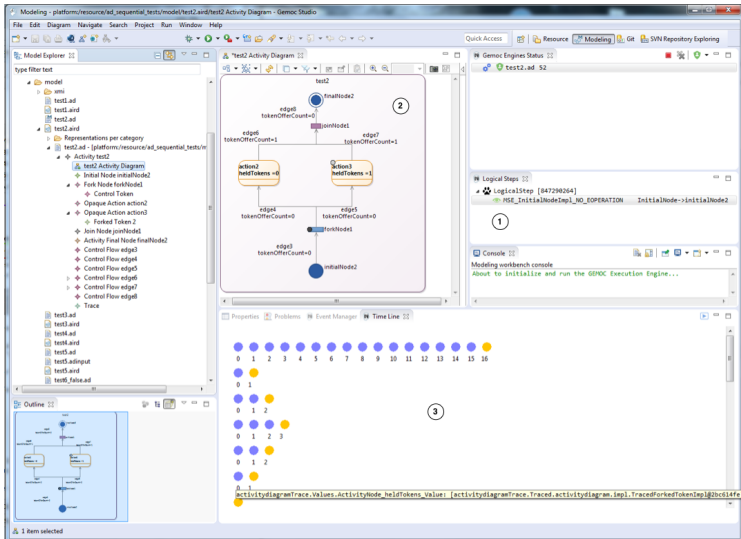 Modeling - platform:/resource/ad_sequential_tests/model/test2.aird/test2 Activity Diagram - Gemoc Studio
File Edit Diagram Navigate Search Project Run Window Help
Quick Access
Resource
Modeling
Git
SVN Repository Exploring
Model Explorer
type filter text
model
xmi
test1.ad
test1.aird
test2.ad
test2.aird
Representations per category
test2.ad - [platform:/resource/ad_sequential_tests/m
Activity test2
test2 Activity Diagram
Initial Node initialNode2
Fork Node forkNode1
Control Token
Opaque Action action2
Opaque Action action3
Forked Token 2
Join Node joinNode1
Activity Final Node finalNode2
Control Flow edge3
Control Flow edge4
Control Flow edge5
Control Flow edge6
Control Flow edge7
Control Flow edge8
Trace
test3.ad
test3.aird
test4.ad
test4.aird
test5.ad
test5.adinput
test5.aird
test6_false.ad
Outline
*test2 Activity Diagram
test2
finalNode2
2
edge8
tokenOfferCount=0
joinNode1
edge6
tokenOfferCount=1
edge7
tokenOfferCount=1
action2
heldTokens =0
action3
heldTokens =1
edge4
tokenOfferCount=0
edge5
tokenOfferCount=0
forkNode1
edge3
tokenOfferCount=0
initialNode2
Gemoc Engines Status
test2.ad 52
Logical Steps
LogicalStep [847290264]
MSE_InitialNodeImpl_NO_EOPERATION InitialNode->initialNode2
1
Console
Modeling workbench console
About to initialize and run the GEMOC Execution Engine...
Properties Problems Event Manager Time Line
0 1 2 3 4 5 6 7 8 9 10 11 12 13 14 15 16
0 1
0 1 2
0 1 2 3
3
0 1 2
0 1
activitydiagramTrace.Values.ActivityNode_heldTokens_Value: [activitydiagramTrace.Traced.activitydiagram.impl.TracedForkedTokenImpl@2bc614fe
1 item selected